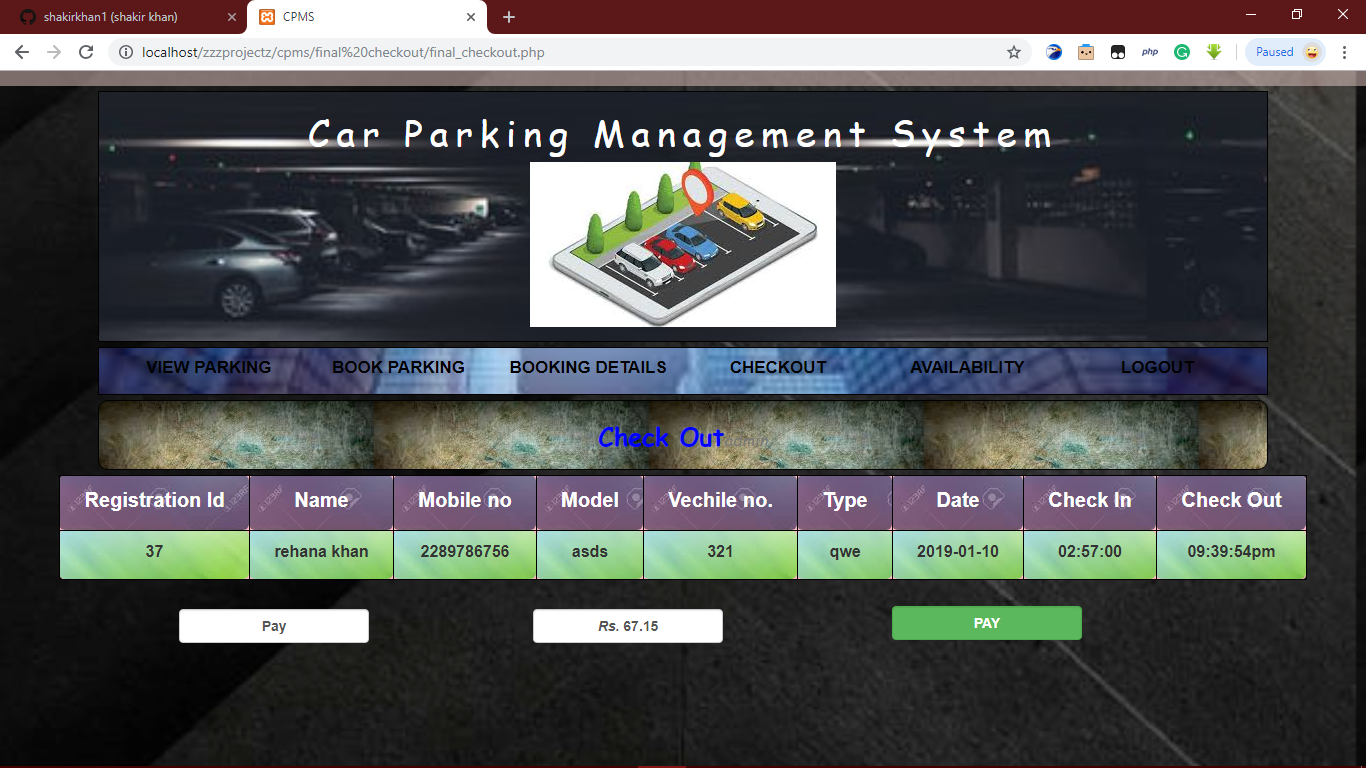 shakirkhan1 (shakir khan)
CPMS
localhost/zzzprojectz/cpms/final%20checkout/final_checkout.php
php
Paused
Car Parking Management System
VIEW PARKING BOOK PARKING BOOKING DETAILS CHECKOUT AVAILABILITY LOGOUT
Check Out
Registration Id Name Mobile no Model Vechile no. Type Date Check In Check Out
37 rehana khan 2289786756 asds 321 qwe 2019-01-10 02:57:00 09:39:54pm
Pay Rs. 67.15 PAY